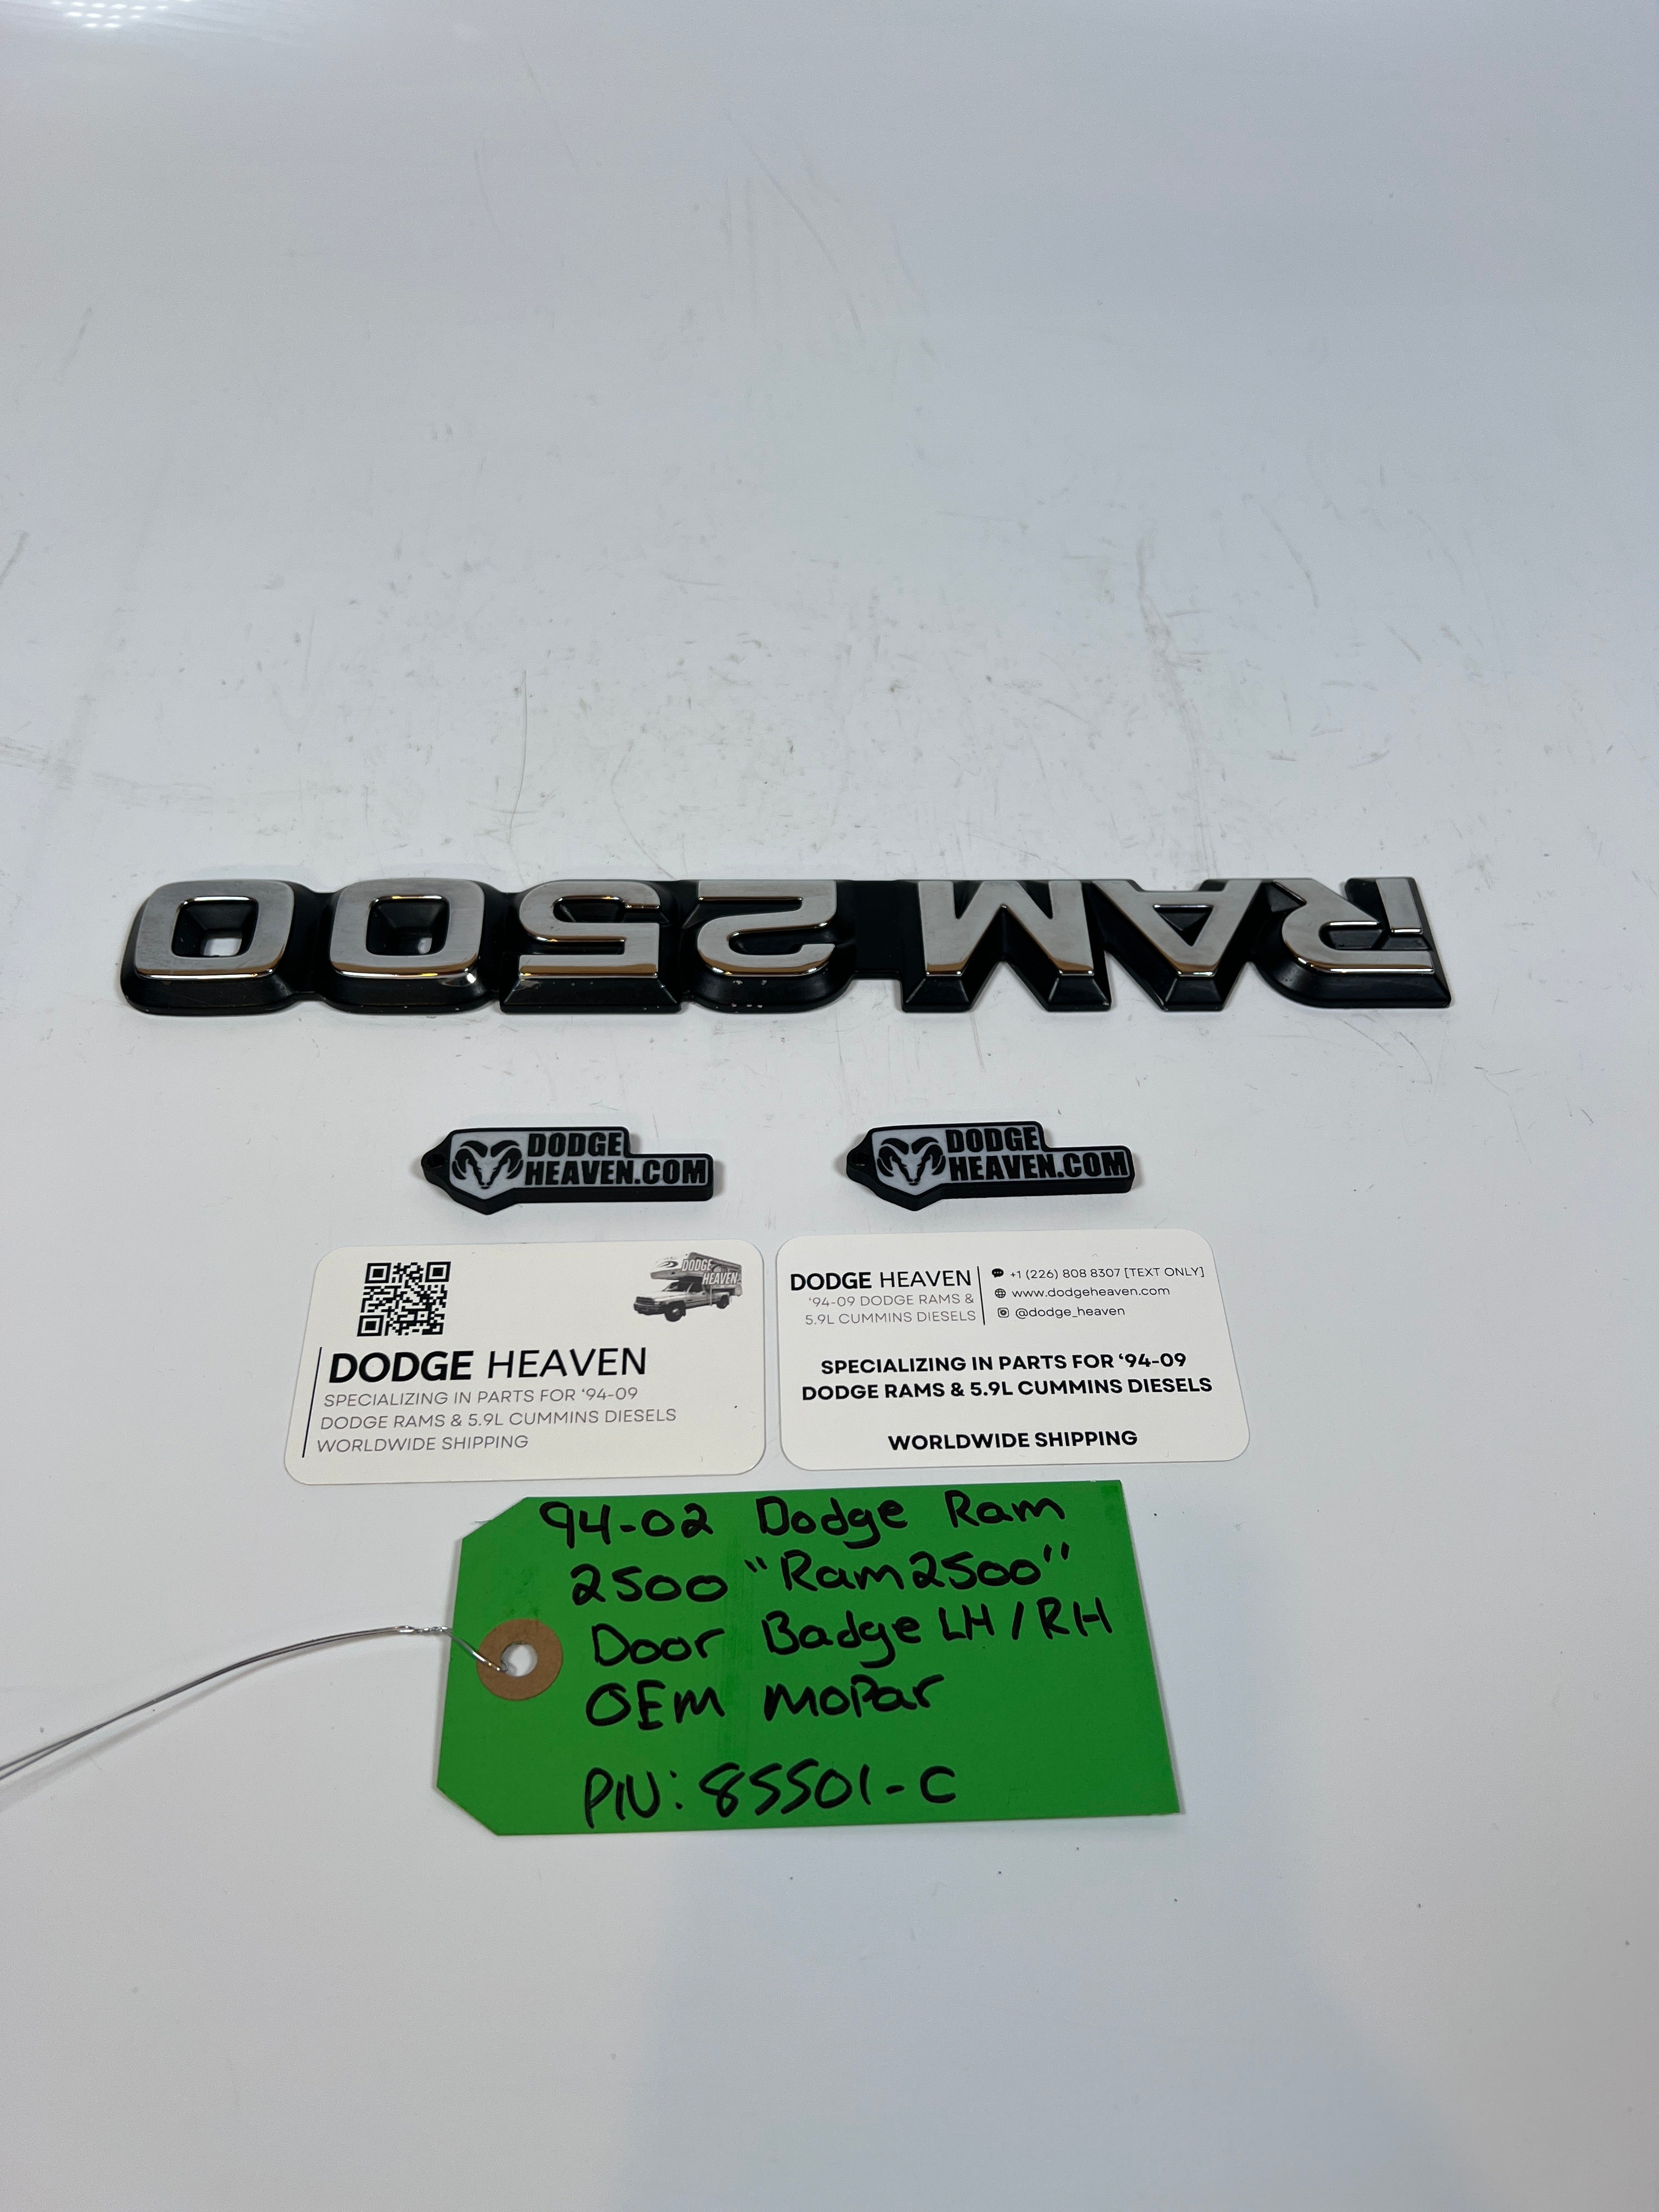 RAM 2500
DODGE
HEAVEN.COM
DODGE
HEAVEN.COM
DODGE
HEAVEN
DODGE HEAVEN
SPECIALIZING IN PARTS FOR ‘94-09
DODGE RAMS & 5.9L CUMMINS DIESELS
WORLDWIDE SHIPPING
DODGE HEAVEN
‘94-09 DODGE RAMS &
5.9L CUMMINS DIESELS
+1 (226) 808 8307 [TEXT ONLY]
www.dodgeheaven.com
@dodge_heaven
SPECIALIZING IN PARTS FOR ‘94-09
DODGE RAMS & 5.9L CUMMINS DIESELS
WORLDWIDE SHIPPING
94-02 Dodge Ram
2500 "Ram2500"
Door Badge LH/RH
OEM MoPar
P/N: 85501-C